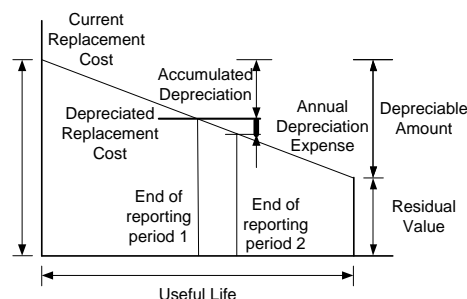 Current
Replacement
Cost
Accumulated
Depreciation
Depreciated
Replacement
Cost
Annual
Depreciation
Expense
Depreciable
Amount
End of
reporting
period 1
End of
reporting
period 2
Residual
Value
Useful Life